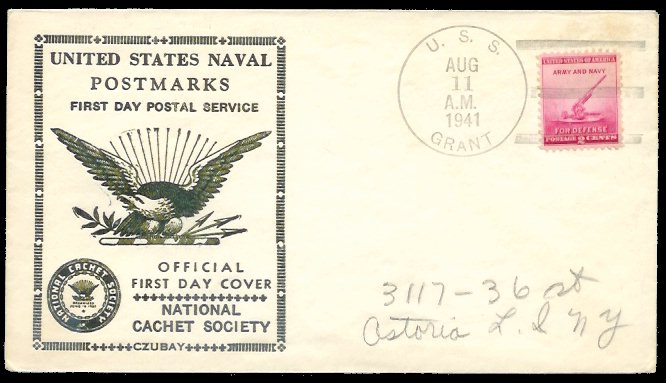 UNITED STATES NAVAL
POSTMARKS
FIRST DAY POSTAL SERVICE
OFFICIAL
FIRST DAY COVER
NATIONAL
CACHET SOCIETY
CZUBAY
NATIONAL CACHET SOCIETY
ORGANIZED
U. S. S.
AUG
11
A.M.
1941
GRANT
UNITED STATES OF AMERICA
ARMY AND NAVY
FOR DEFENSE
POSTAGE 2 CENTS
3117-36 st
Astoria L. I NY